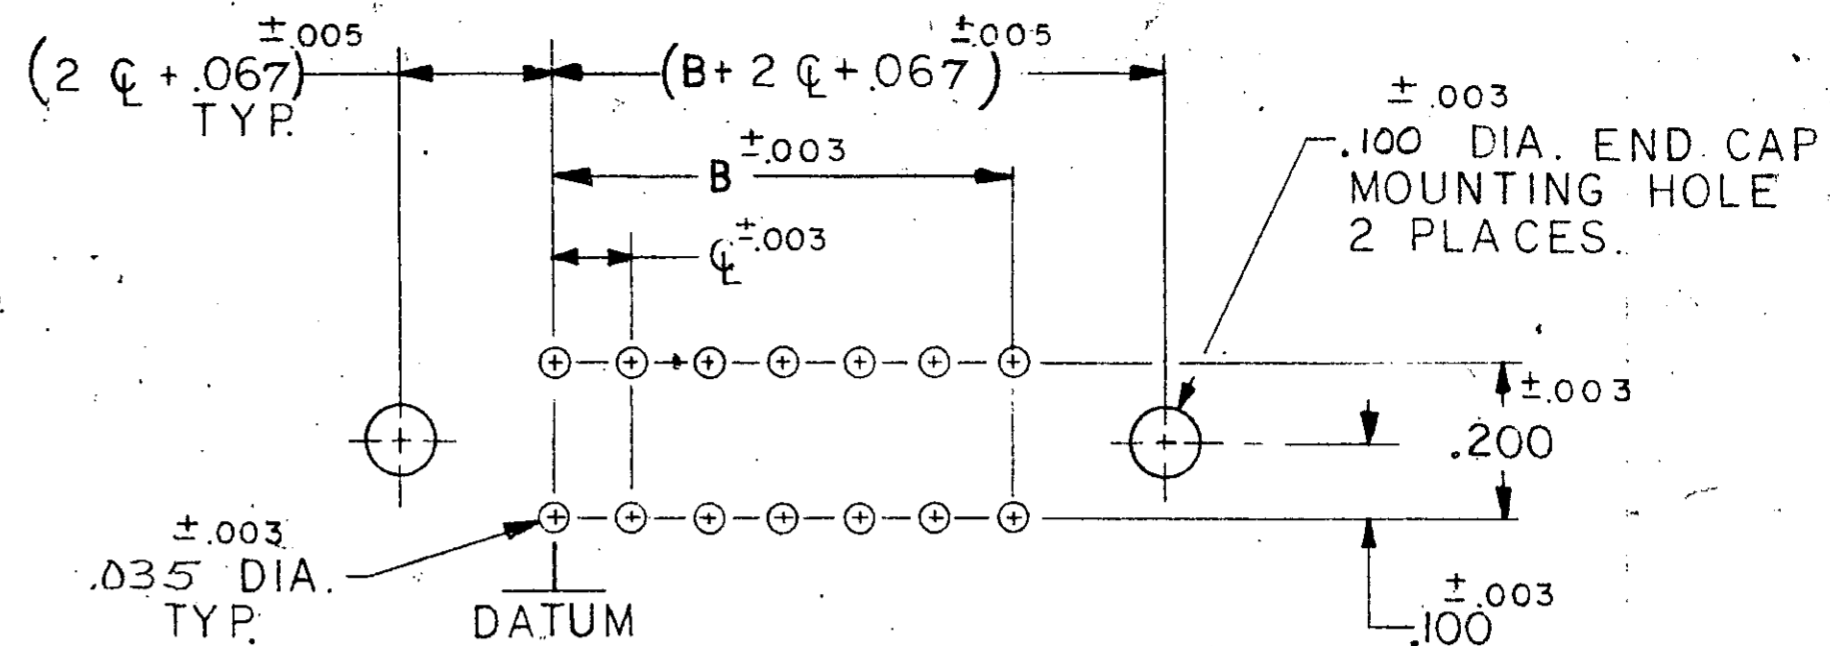 ±.005
(2 ℄ + .067)
TYP.
±.005
(B+ 2 ℄ + .067)
±.003
.100 DIA. END CAP
MOUNTING HOLE
2 PLACES.
±.003
B
±.003
℄
±.003
.200
±.003
.035 DIA.
TYP.
DATUM
±.003
.100